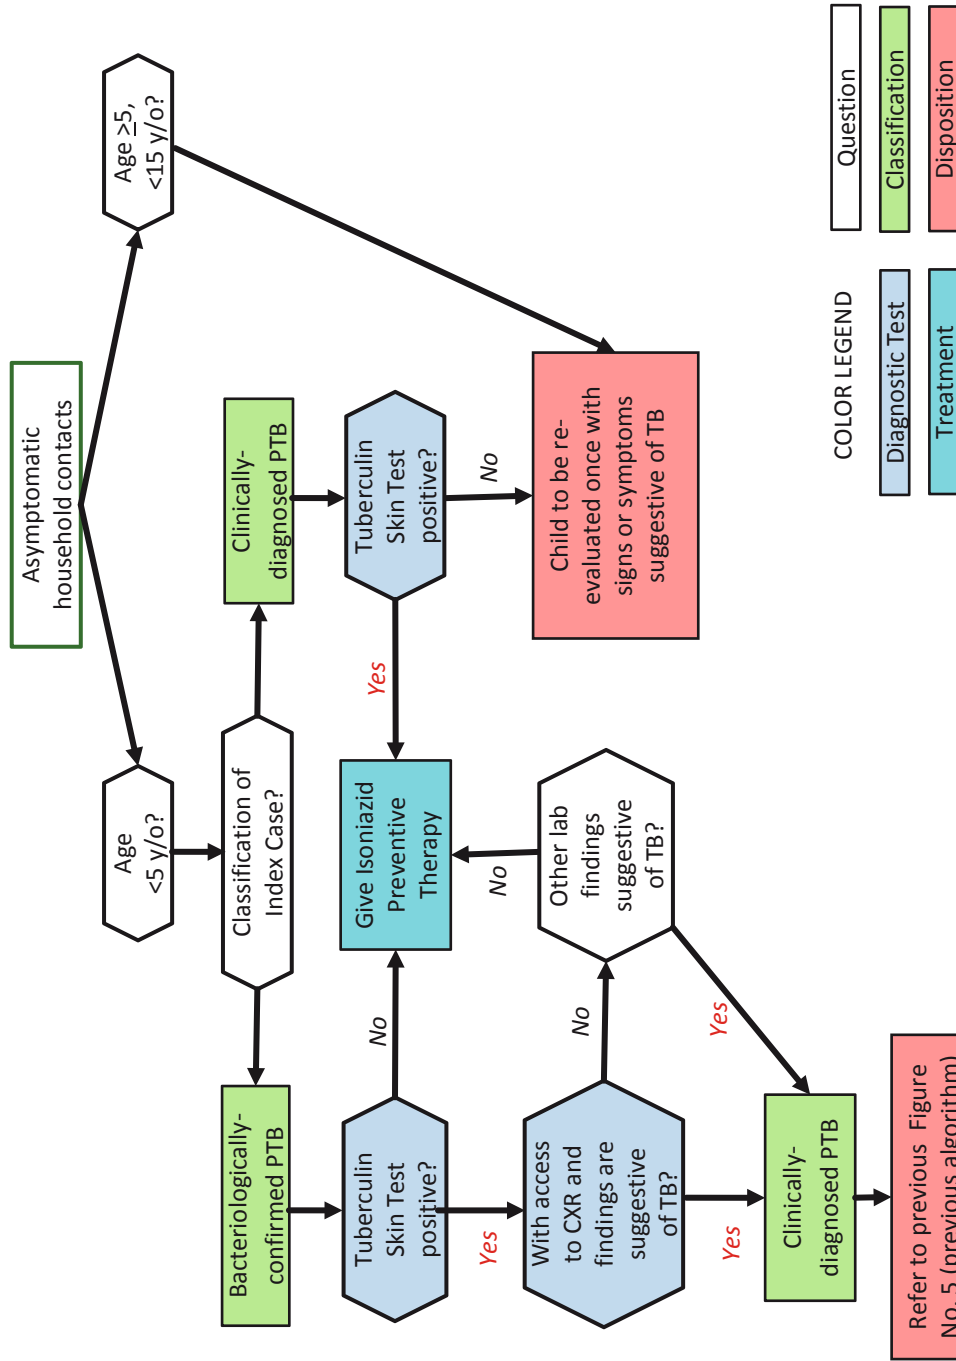 Asymptomatic
household contacts
Age
<5 y/o?
Age ≥5,
<15 y/o?
Classification of
Index Case?
Bacteriologically-
confirmed PTB
Clinically-
diagnosed PTB
Tuberculin
Skin Test
positive?
No
Give Isoniazid
Preventive
Therapy
Yes
Tuberculin
Skin Test
positive?
Yes
No
No
With access
to CXR and
findings are
suggestive
of TB?
No
Other lab
findings
suggestive
of TB?
Child to be re-
evaluated once with
signs or symptoms
suggestive of TB
Yes
Yes
Clinically-
diagnosed PTB
Refer to previous Figure
No. 5 (previous algorithm)
COLOR LEGEND
Question
Diagnostic Test
Classification
Treatment
Disposition